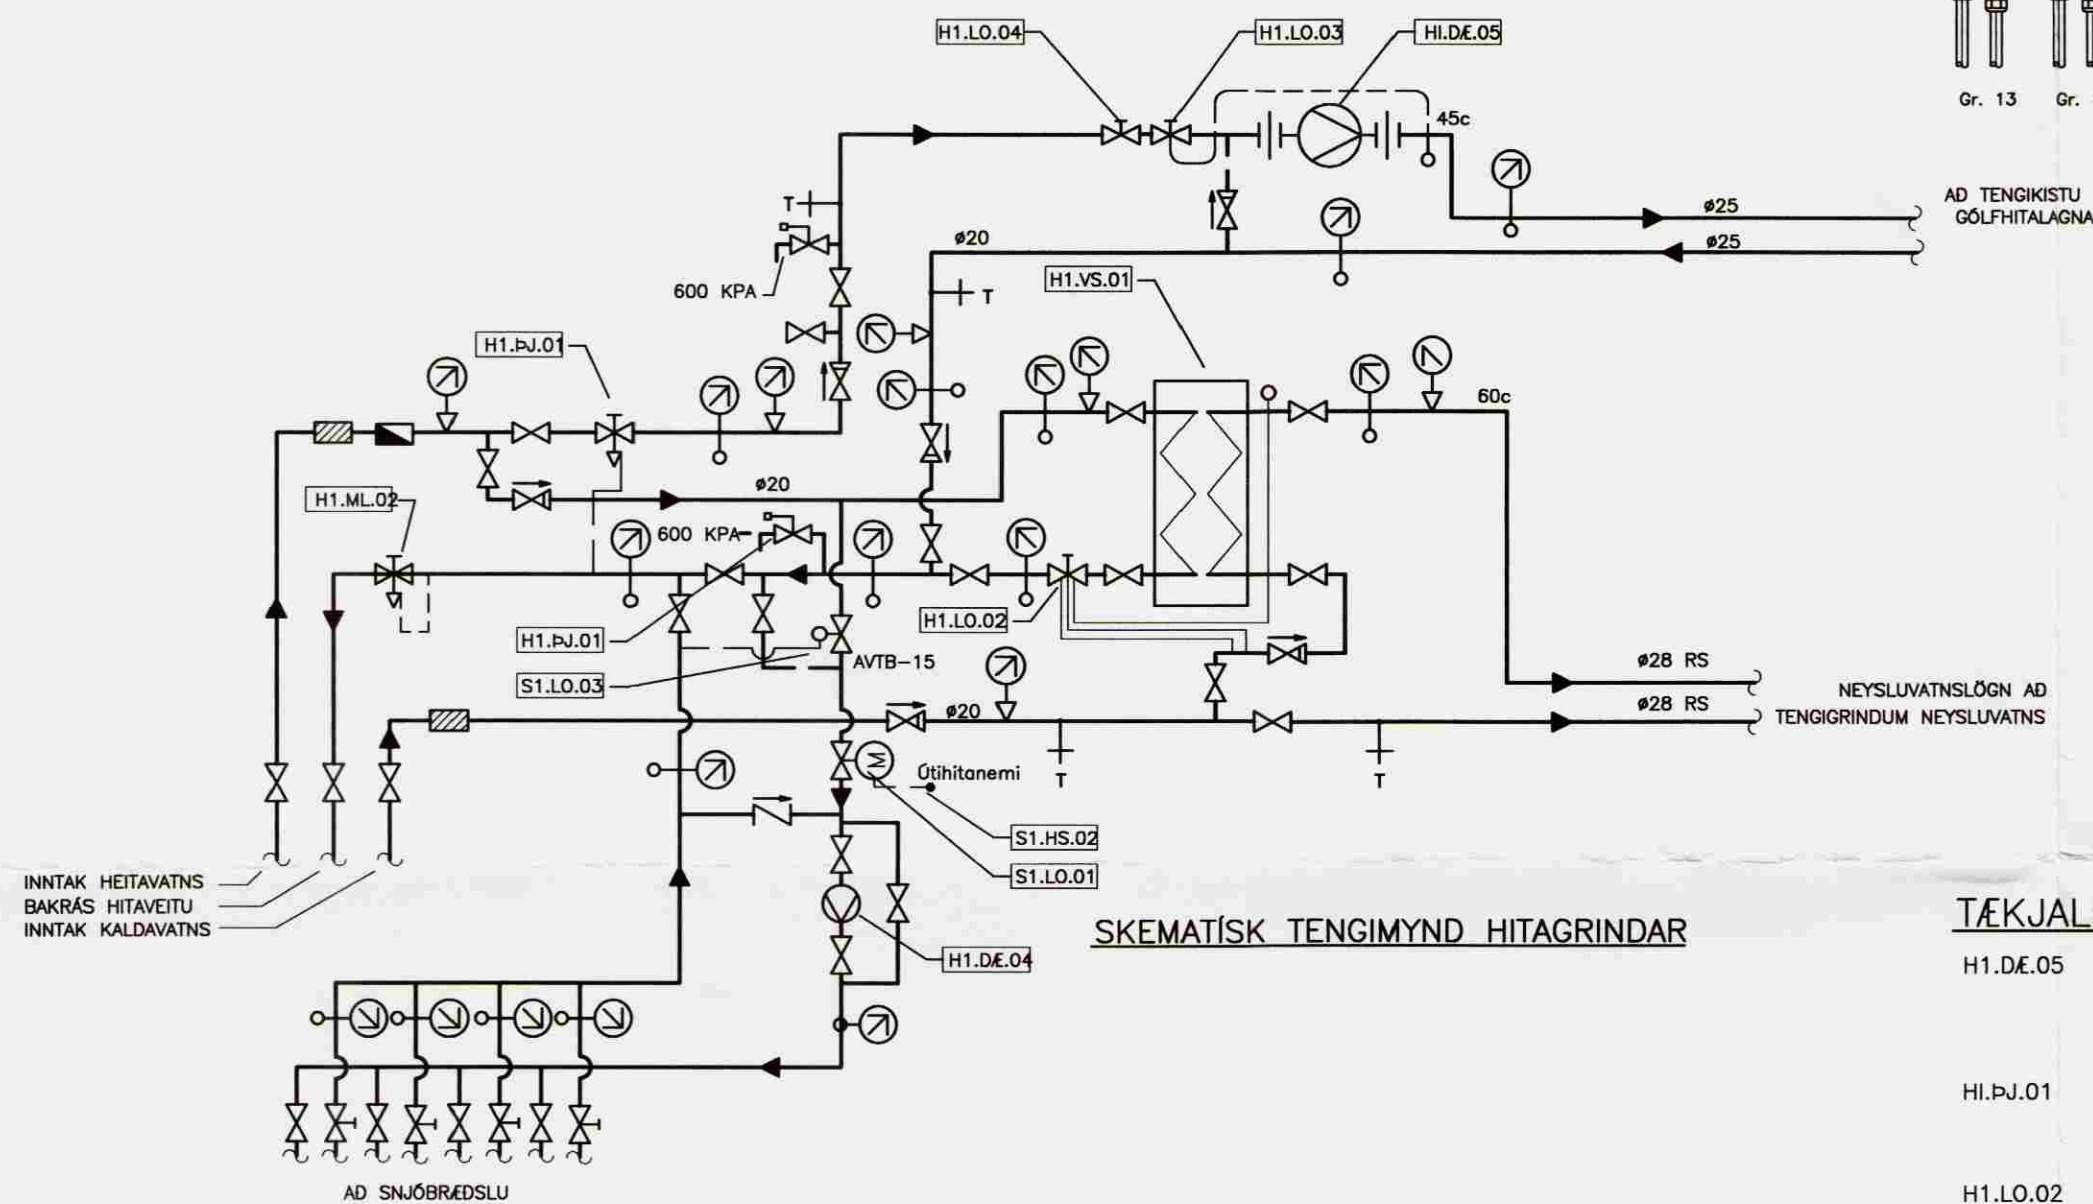 H1.LO.04
H1.LO.03
HI.DÆ.05
Gr. 13
Gr.
45c
T
ø25
AÐ TENGIKISTU
GÓLFHITALAGNA
ø20
ø25
600 KPA
T
H1.VS.01
H1.ÞJ.01
60c
H1.ML.02
ø20
600 KPA
H1.ÞJ.01
H1.LO.02
AVTB-15
S1.LO.03
ø28 RS
NEYSLUVATNSLÖGN AÐ
ø20
ø28 RS
TENGIGRINDUM NEYSLUVATNS
M
Útihitanemi
T
T
S1.HS.02
S1.LO.01
INNTAK HEITAVATNS
BAKRÁS HITAVEITU
INNTAK KALDAVATNS
SKEMATÍSK TENGIMYND HITAGRINDAR
TÆKJAL
H1.DÆ.04
H1.DÆ.05
HI.ÞJ.01
AÐ SNJÓBRÆÐSLU
H1.LO.02